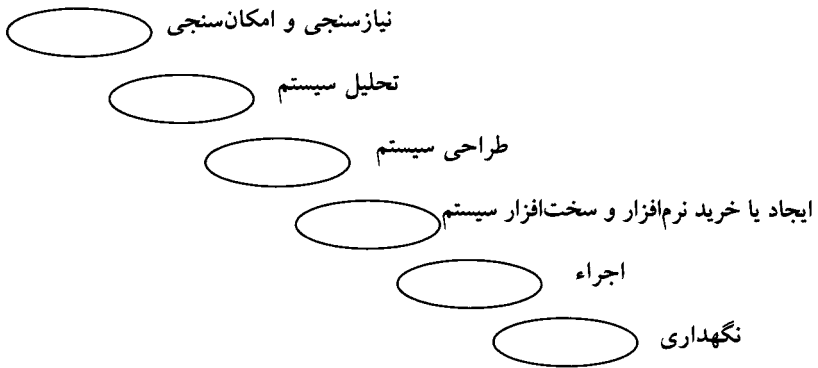 نیازسنجی و امکان‌سنجی
تحلیل سیستم
طراحی سیستم
ایجاد یا خرید نرم‌افزار و سخت‌افزار سیستم
اجراء
نگهداری